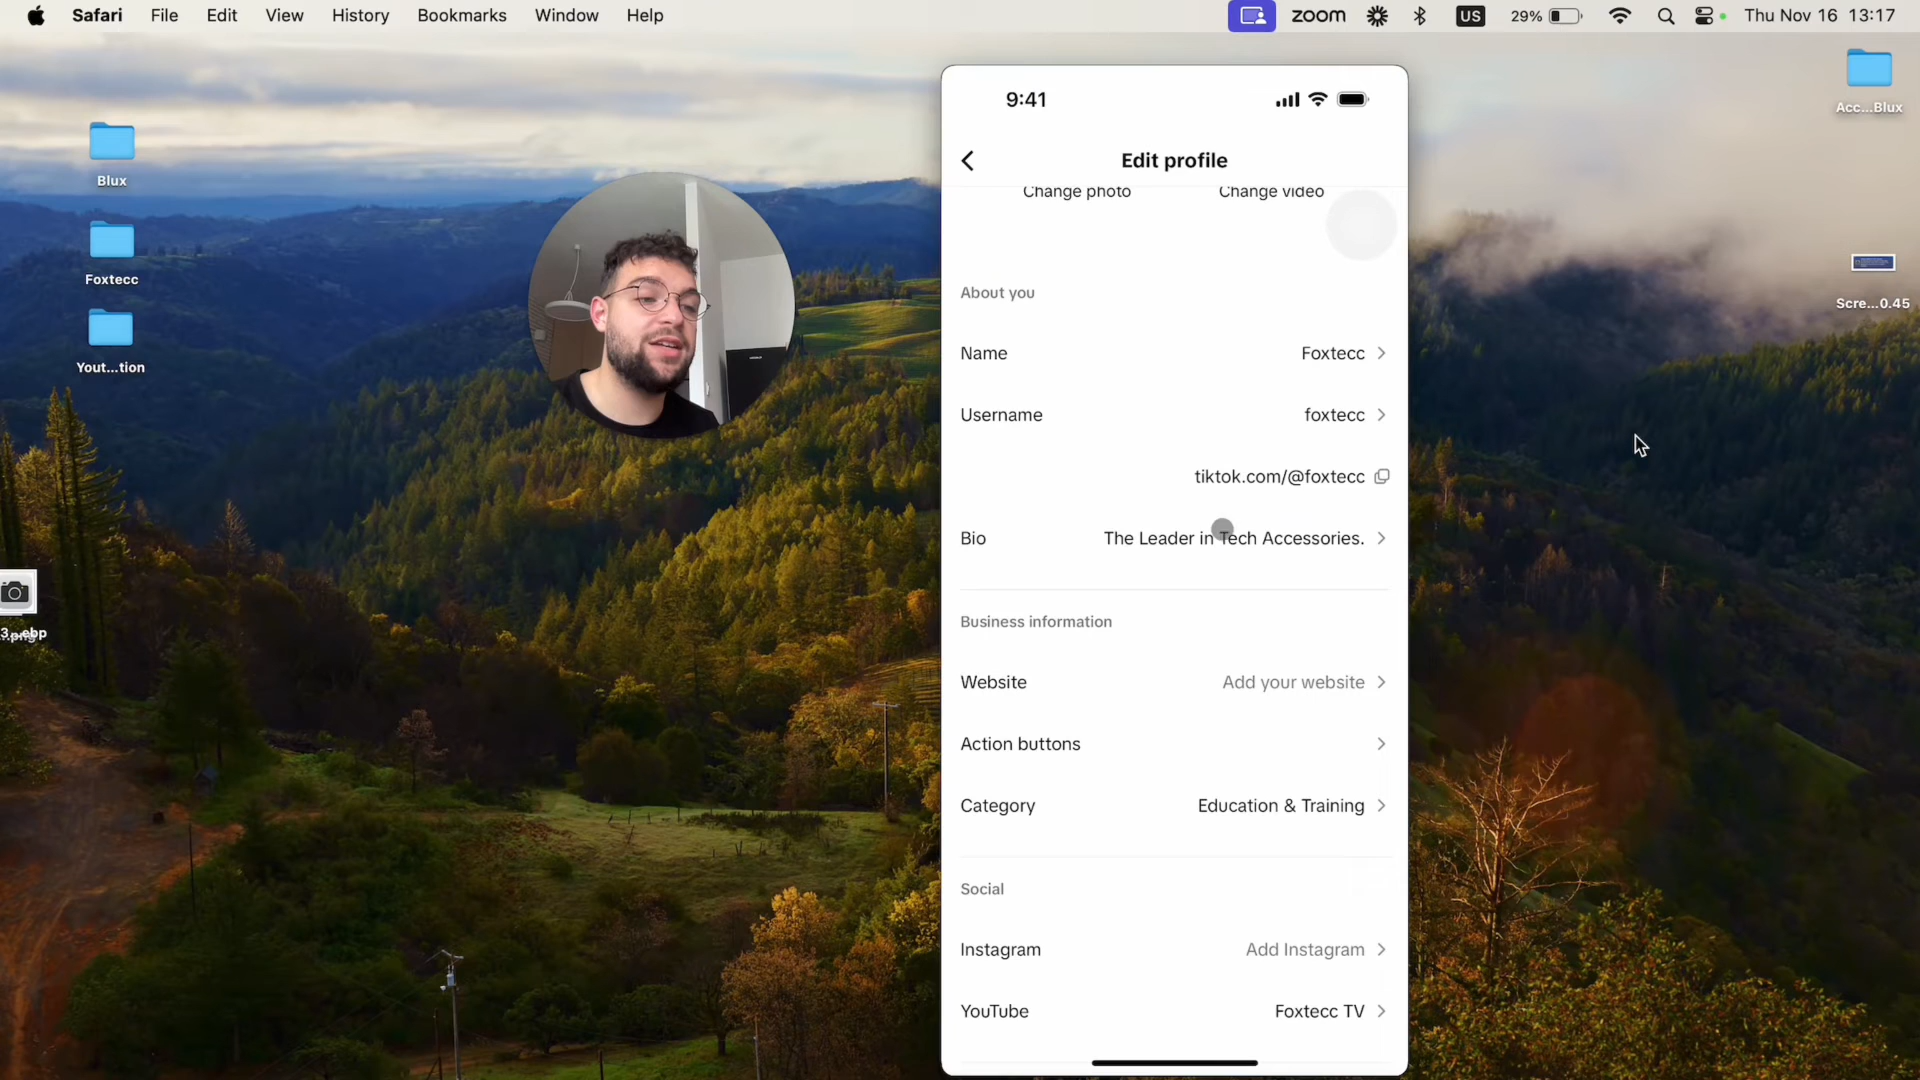 Safari File Edit View History Bookmarks Window Help
zoom US 29% Thu Nov 16 13:17
Blux
Foxtecc
Yout...tion
Acc...Blux
Scre...0.45
9:41
Edit profile
Change photo Change video
About you
Name Foxtecc
Username foxtecc
tiktok.com/@foxtecc
Bio The Leader in Tech Accessories.
Business information
Website Add your website
Action buttons
Category Education & Training
Social
Instagram Add Instagram
YouTube Foxtecc TV